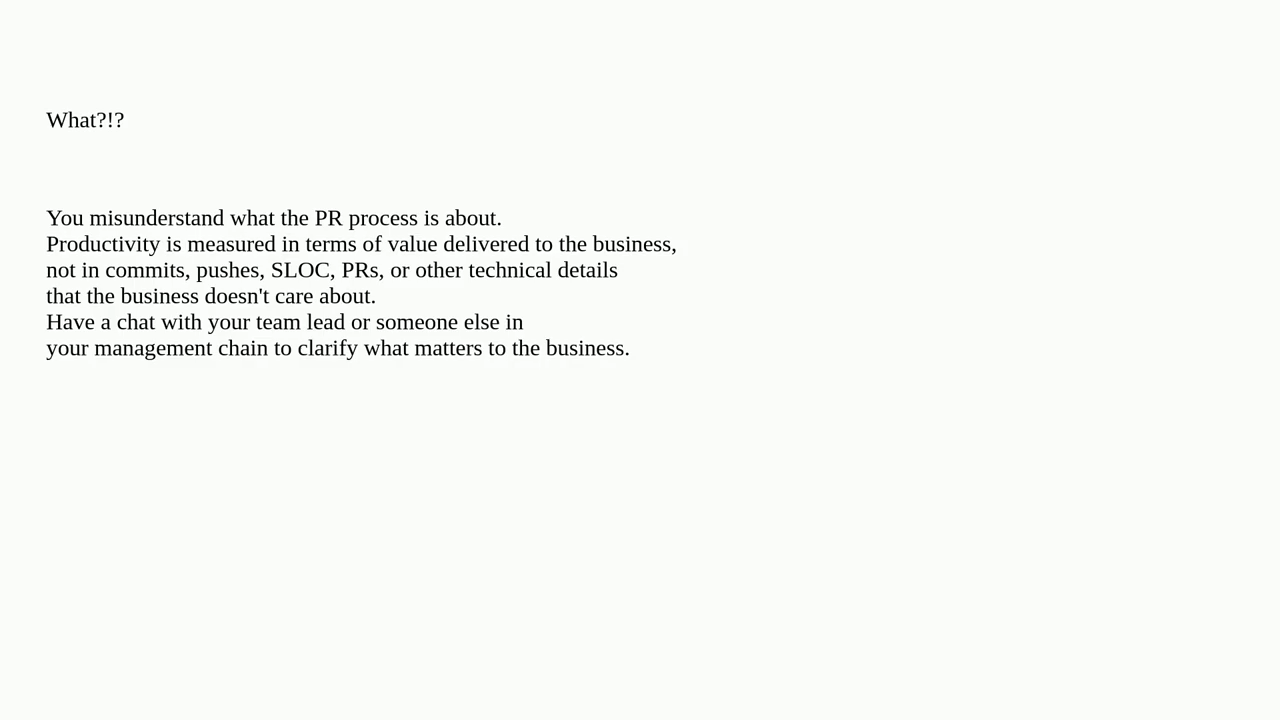 What?!?
You misunderstand what the PR process is about.
Productivity is measured in terms of value delivered to the business,
not in commits, pushes, SLOC, PRs, or other technical details
that the business doesn't care about.
Have a chat with your team lead or someone else in
your management chain to clarify what matters to the business.